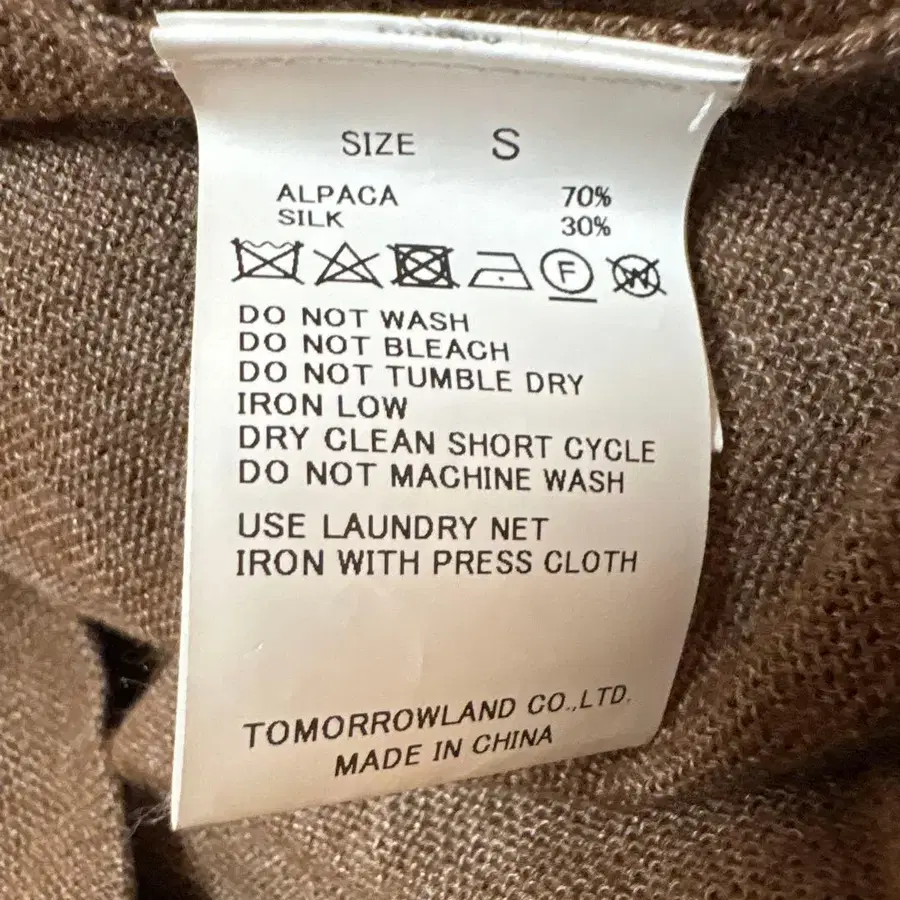 SIZE S
ALPACA 70%
SILK 30%
F W
DO NOT WASH
DO NOT BLEACH
DO NOT TUMBLE DRY
IRON LOW
DRY CLEAN SHORT CYCLE
DO NOT MACHINE WASH
USE LAUNDRY NET
IRON WITH PRESS CLOTH
TOMORROWLAND CO.,LTD.
MADE IN CHINA